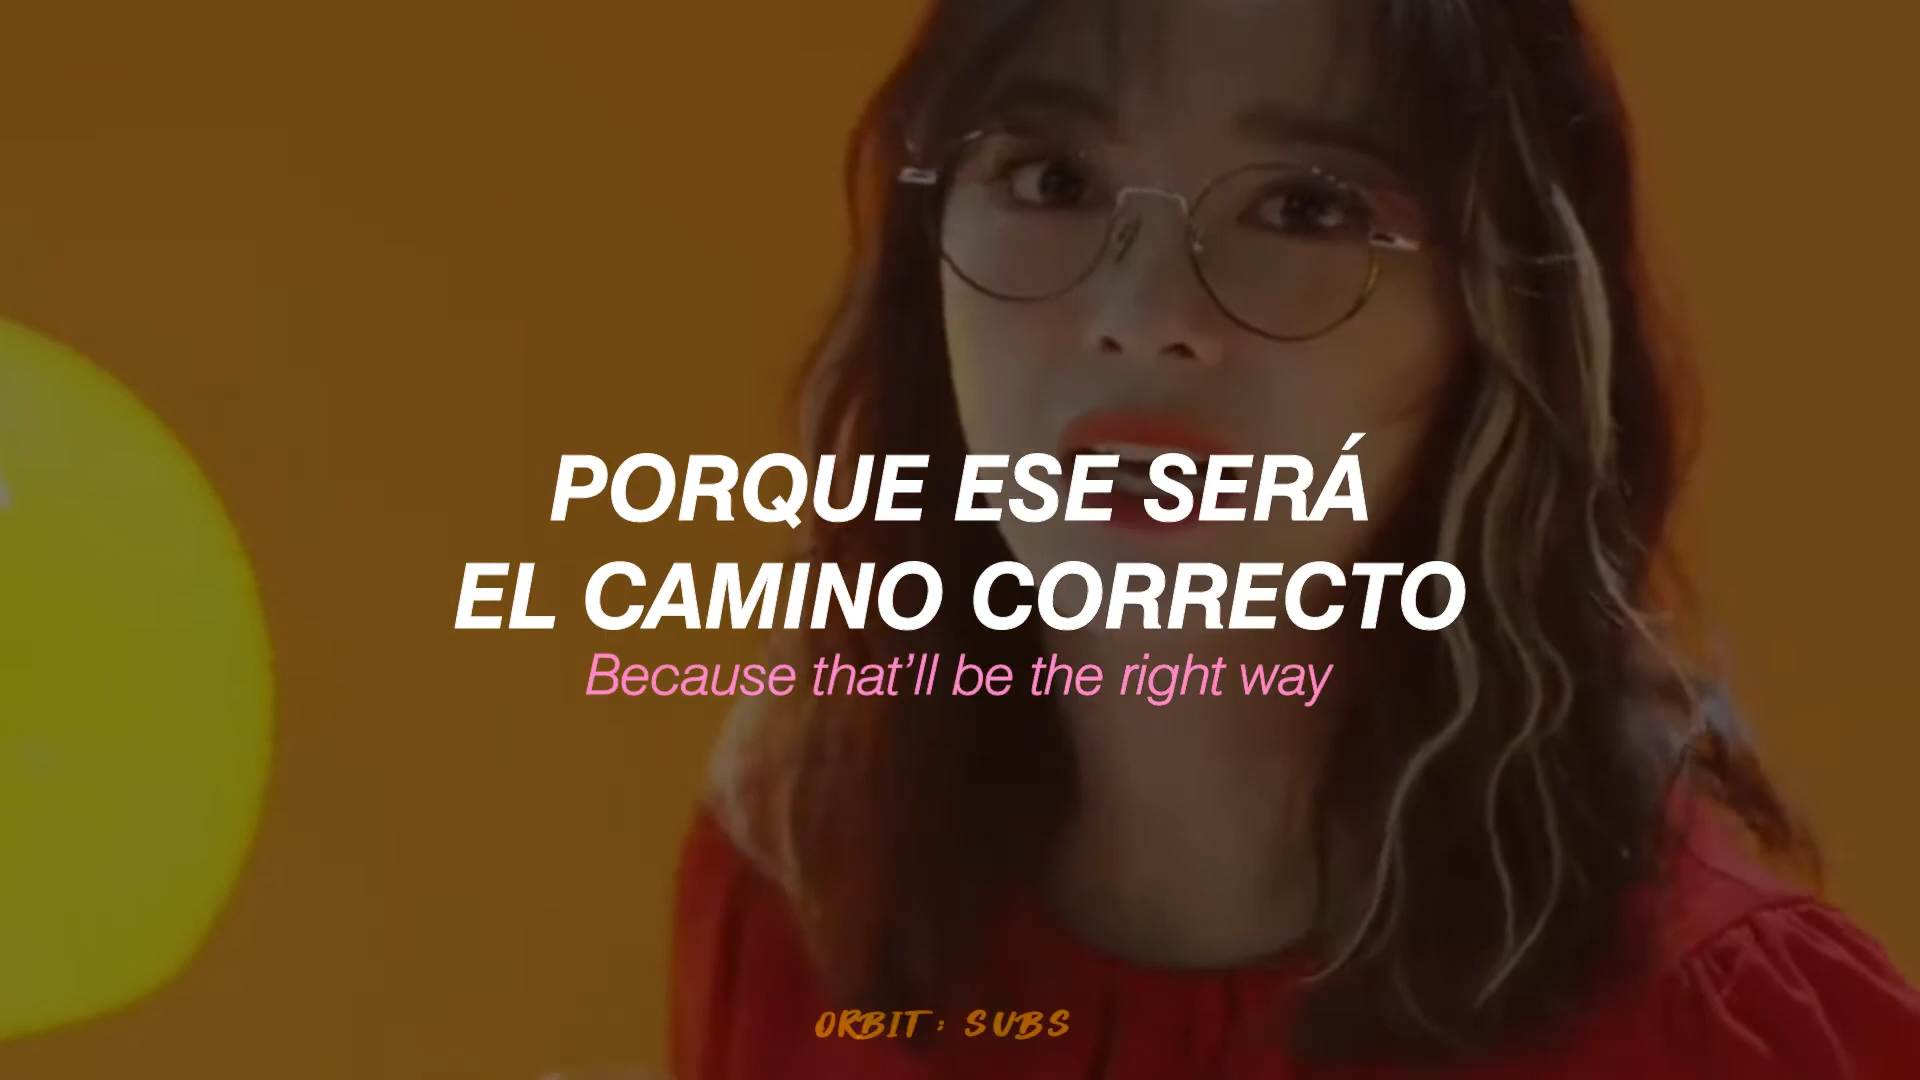 PORQUE ESE SERÁ
EL CAMINO CORRECTO
Because that’ll be the right way
ORBIT; SUBS